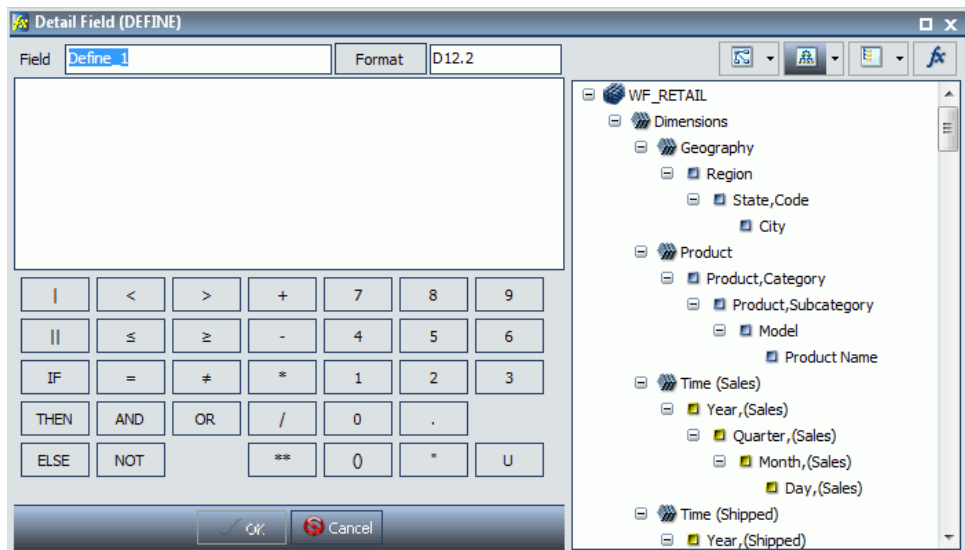 Detail Field (DEFINE)
Field Define_1 Format D12.2
WF_RETAIL
Dimensions
Geography
Region
State,Code
City
Product
Product,Category
Product,Subcategory
Model
Product Name
Time (Sales)
Year,(Sales)
Quarter,(Sales)
Month,(Sales)
Day,(Sales)
Time (Shipped)
Year,(Shipped)
| < > + 7 8 9
|| ≤ ≥ - 4 5 6
IF = ≠ * 1 2 3
THEN AND OR / 0 .
ELSE NOT ** () " U
OK Cancel
fx